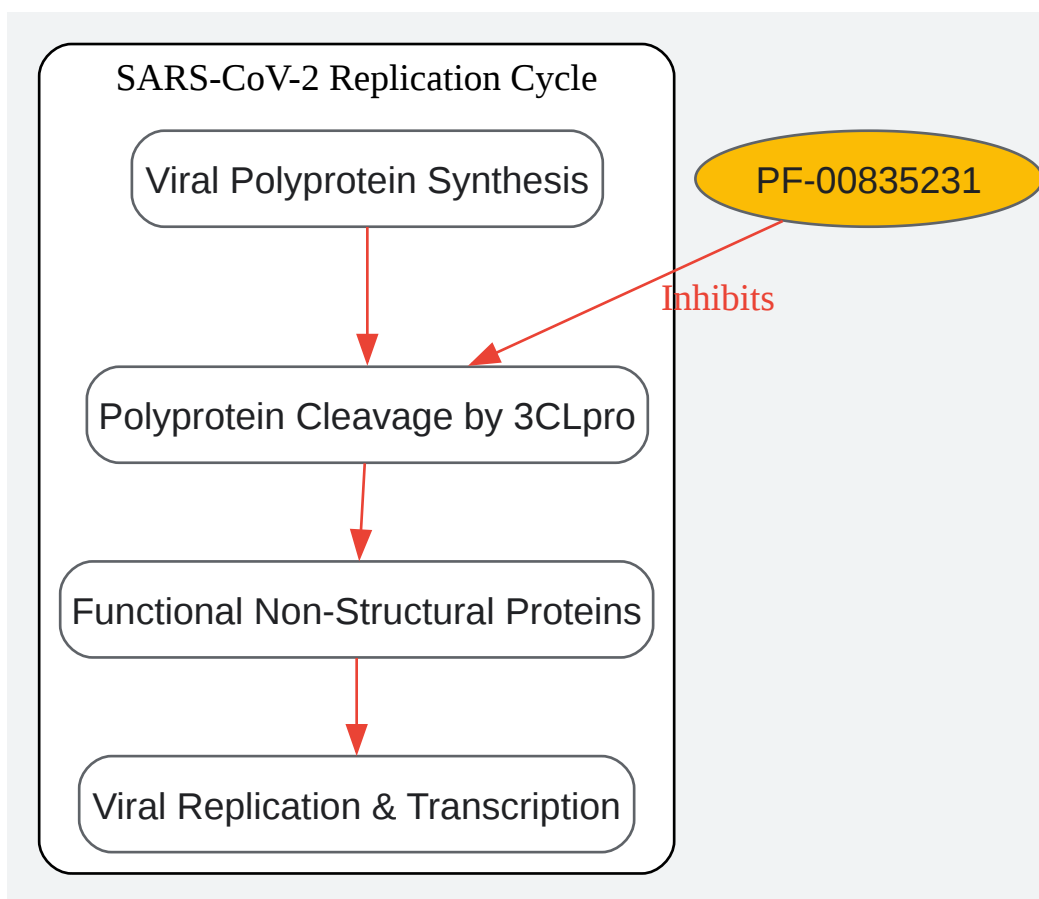 SARS-CoV-2 Replication Cycle
Viral Polyprotein Synthesis
PF-00835231
Inhibits
Polyprotein Cleavage by 3CLpro
Functional Non-Structural Proteins
Viral Replication & Transcription